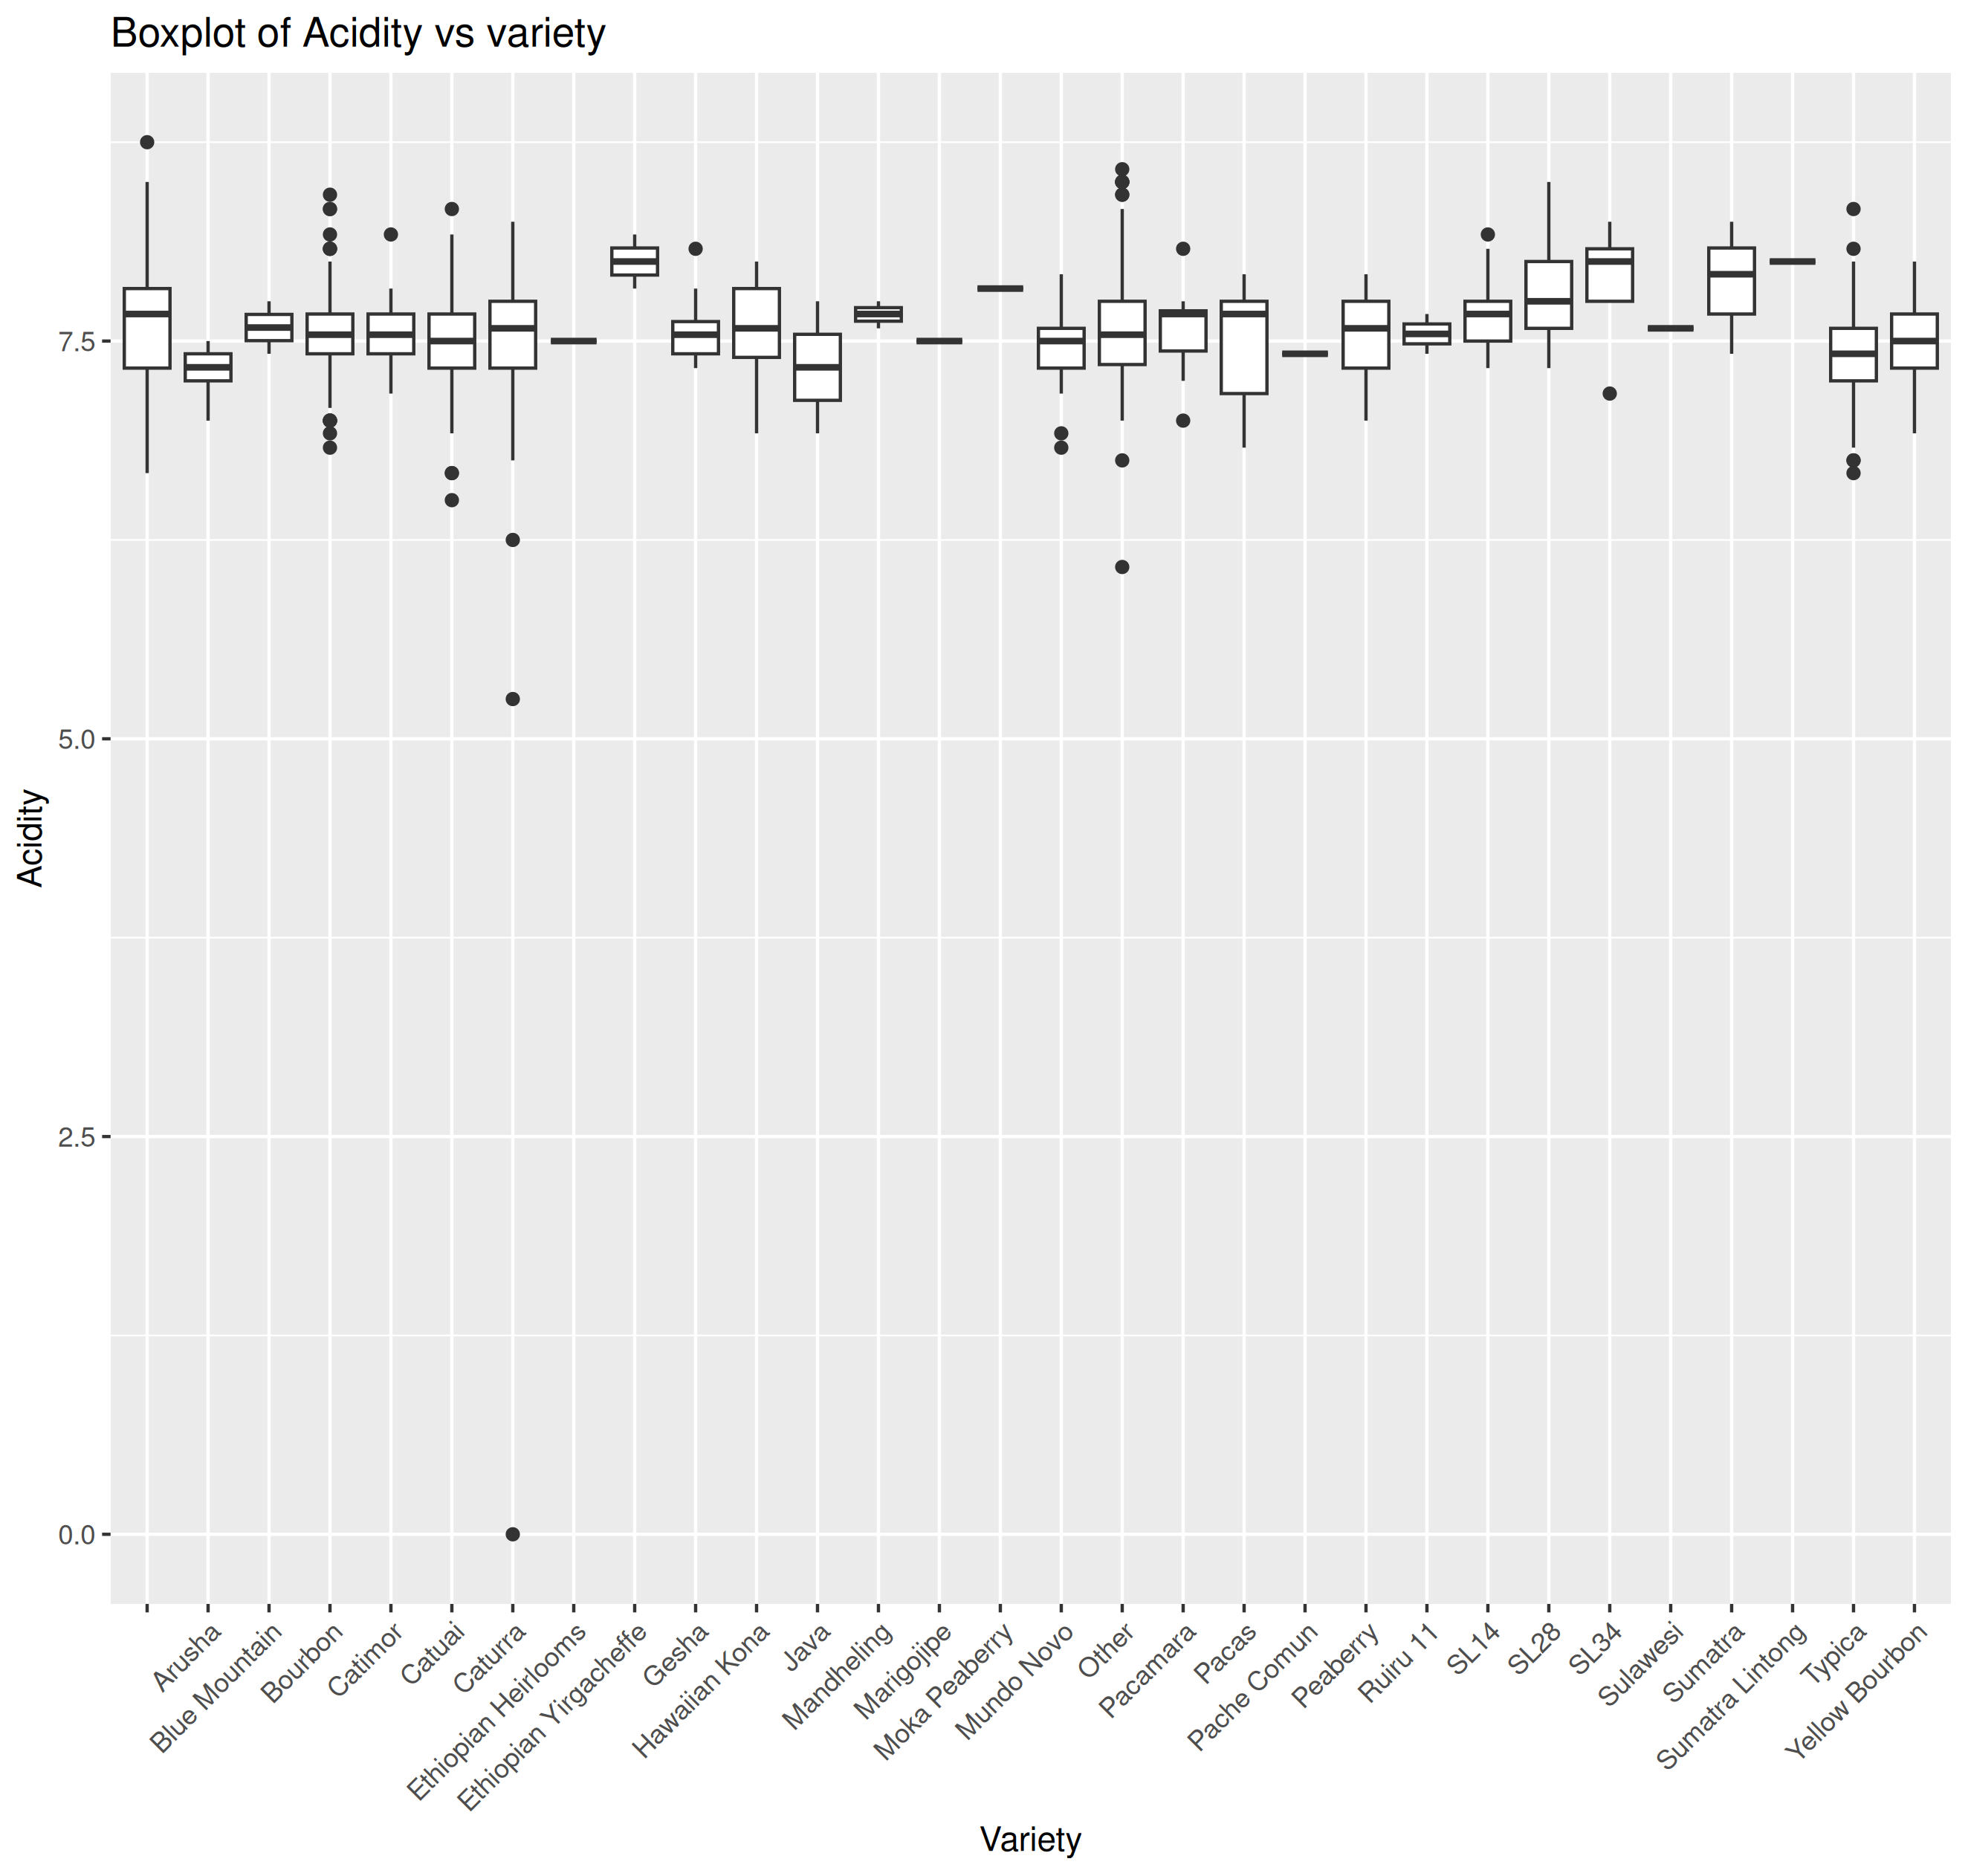 Boxplot of Acidity vs variety
Acidity
7.5
5.0
2.5
0.0
Arusha
Blue Mountain
Bourbon
Catimor
Catuai
Caturra
Ethiopian Heirlooms
Ethiopian Yirgacheffe
Gesha
Hawaiian Kona
Java
Mandheling
Marigojipe
Moka Peaberry
Mundo Novo
Other
Pacamara
Pacas
Pache Comun
Peaberry
Ruiru 11
SL14
SL28
SL34
Sulawesi
Sumatra
Sumatra Lintong
Typica
Yellow Bourbon
Variety